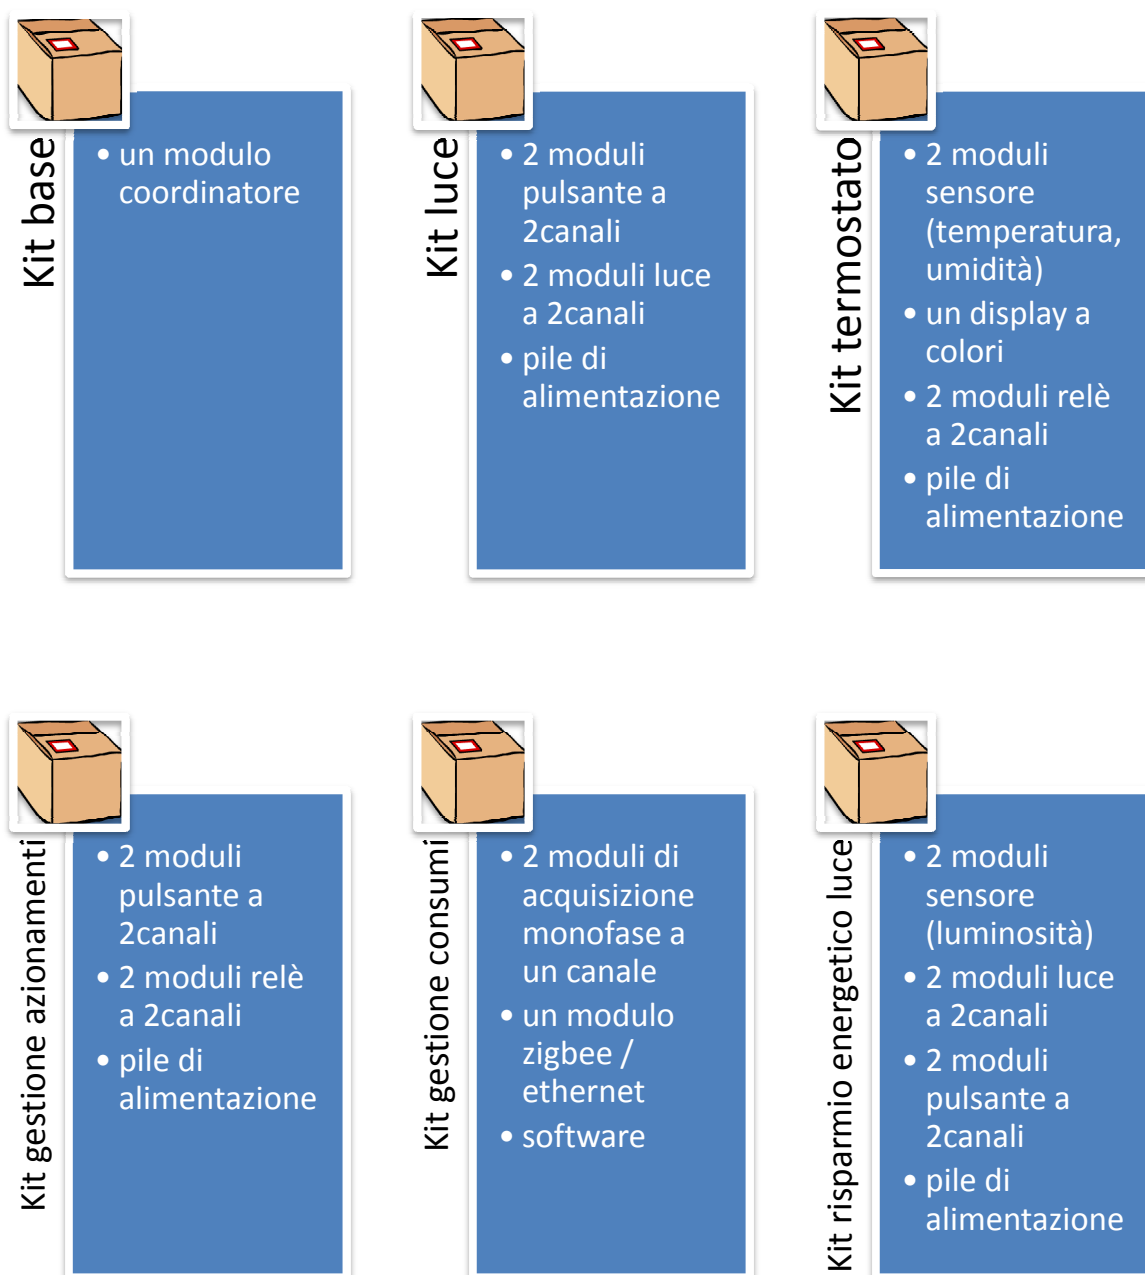 Kit base
• un modulo
coordinatore
Kit luce
• 2 moduli
pulsante a
2canali
• 2 moduli luce
a 2canali
• pile di
alimentazione
Kit termostato
• 2 moduli
sensore
(temperatura,
umidità)
• un display a
colori
• 2 moduli relè
a 2canali
• pile di
alimentazione
Kit gestione azionamenti
• 2 moduli
pulsante a
2canali
• 2 moduli relè
a 2canali
• pile di
alimentazione
Kit gestione consumi
• 2 moduli di
acquisizione
monofase a
un canale
• un modulo
zigbee /
ethernet
• software
Kit risparmio energetico luce
• 2 moduli
sensore
(luminosità)
• 2 moduli luce
a 2canali
• 2 moduli
pulsante a
2canali
• pile di
alimentazione